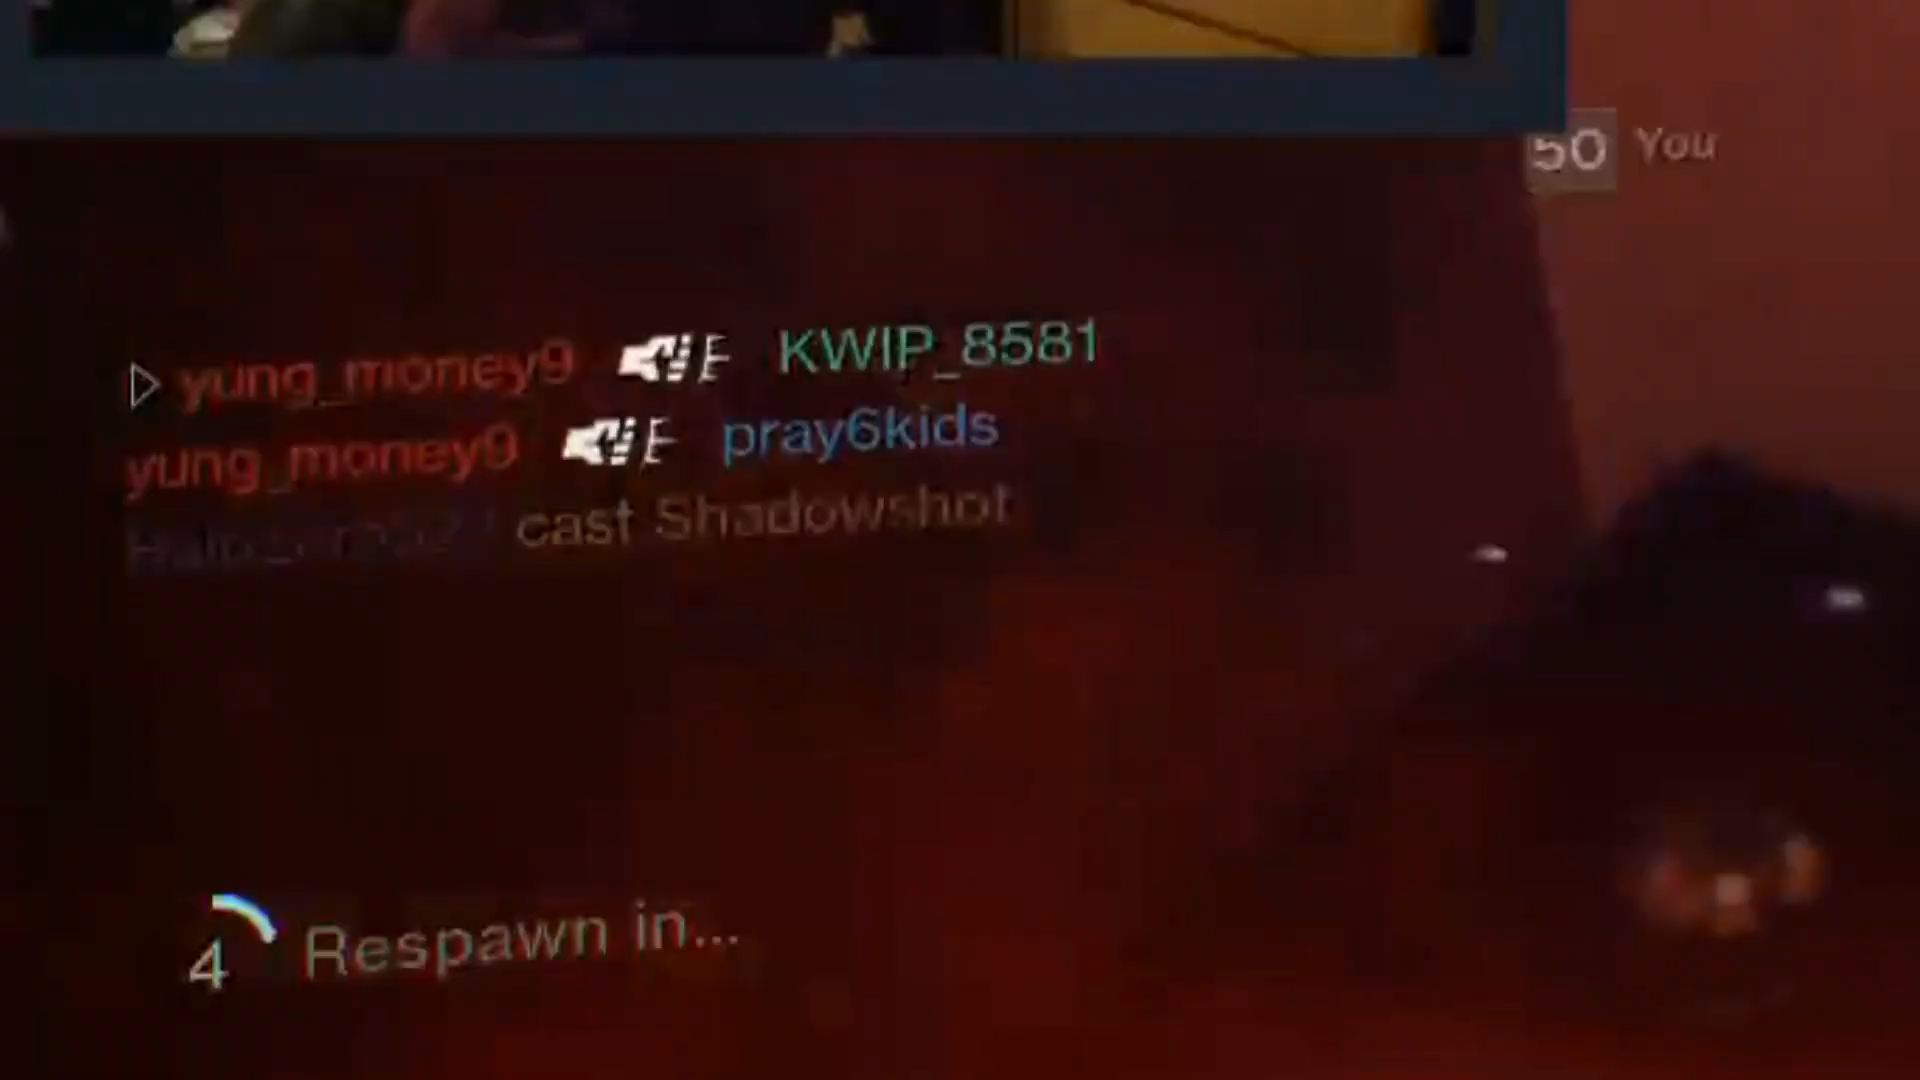 50 You
yung_money9 KWIP_8581
yung_money9 pray6kids
cast Shadowshot
4 Respawn in...